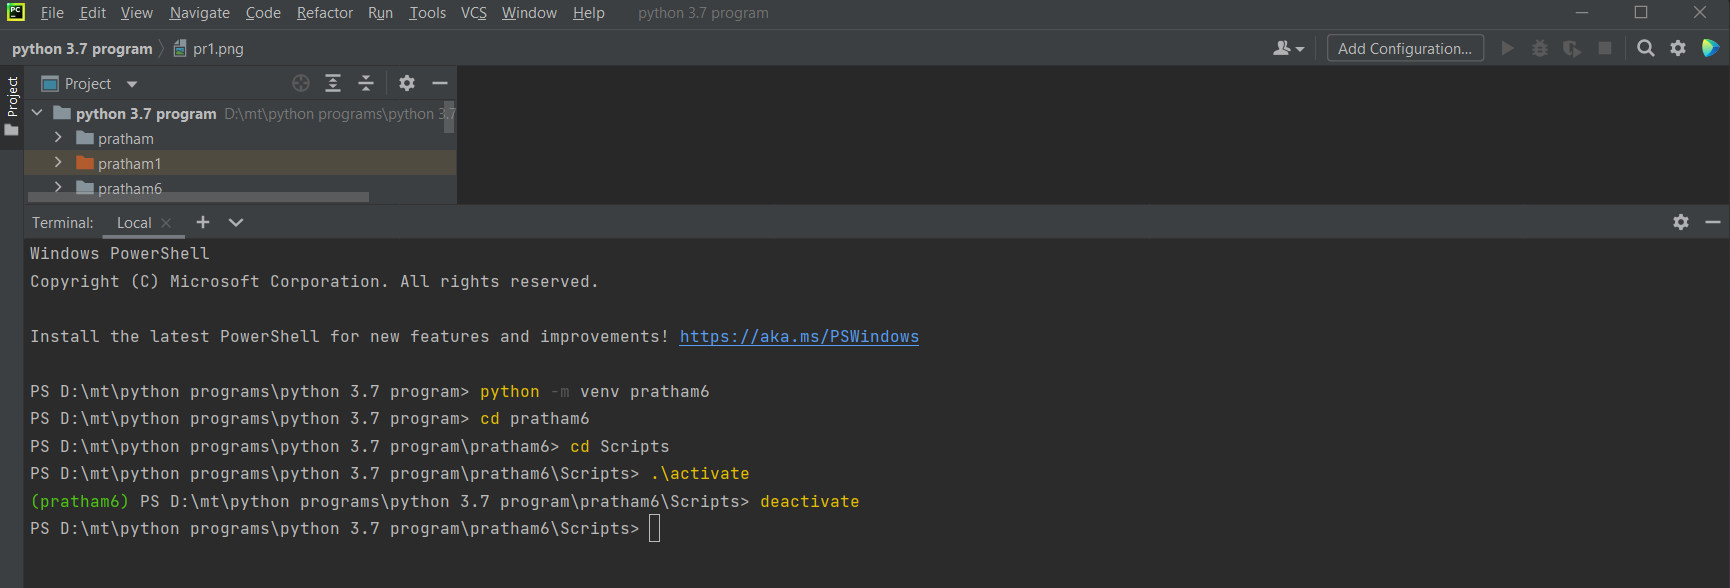 PC File Edit View Navigate Code Refactor Run Tools VCS Window Help python 3.7 program
python 3.7 program pr1.png Add Configuration...
Project Project
python 3.7 program D:\mt\python programs\python 3.7
pratham
pratham1
pratham6
Terminal: Local
Windows PowerShell
Copyright (C) Microsoft Corporation. All rights reserved.
Install the latest PowerShell for new features and improvements! https://aka.ms/PSWindows
PS D:\mt\python programs\python 3.7 program> python -m venv pratham6
PS D:\mt\python programs\python 3.7 program> cd pratham6
PS D:\mt\python programs\python 3.7 program\pratham6> cd Scripts
PS D:\mt\python programs\python 3.7 program\pratham6\Scripts> .\activate
(pratham6) PS D:\mt\python programs\python 3.7 program\pratham6\Scripts> deactivate
PS D:\mt\python programs\python 3.7 program\pratham6\Scripts>